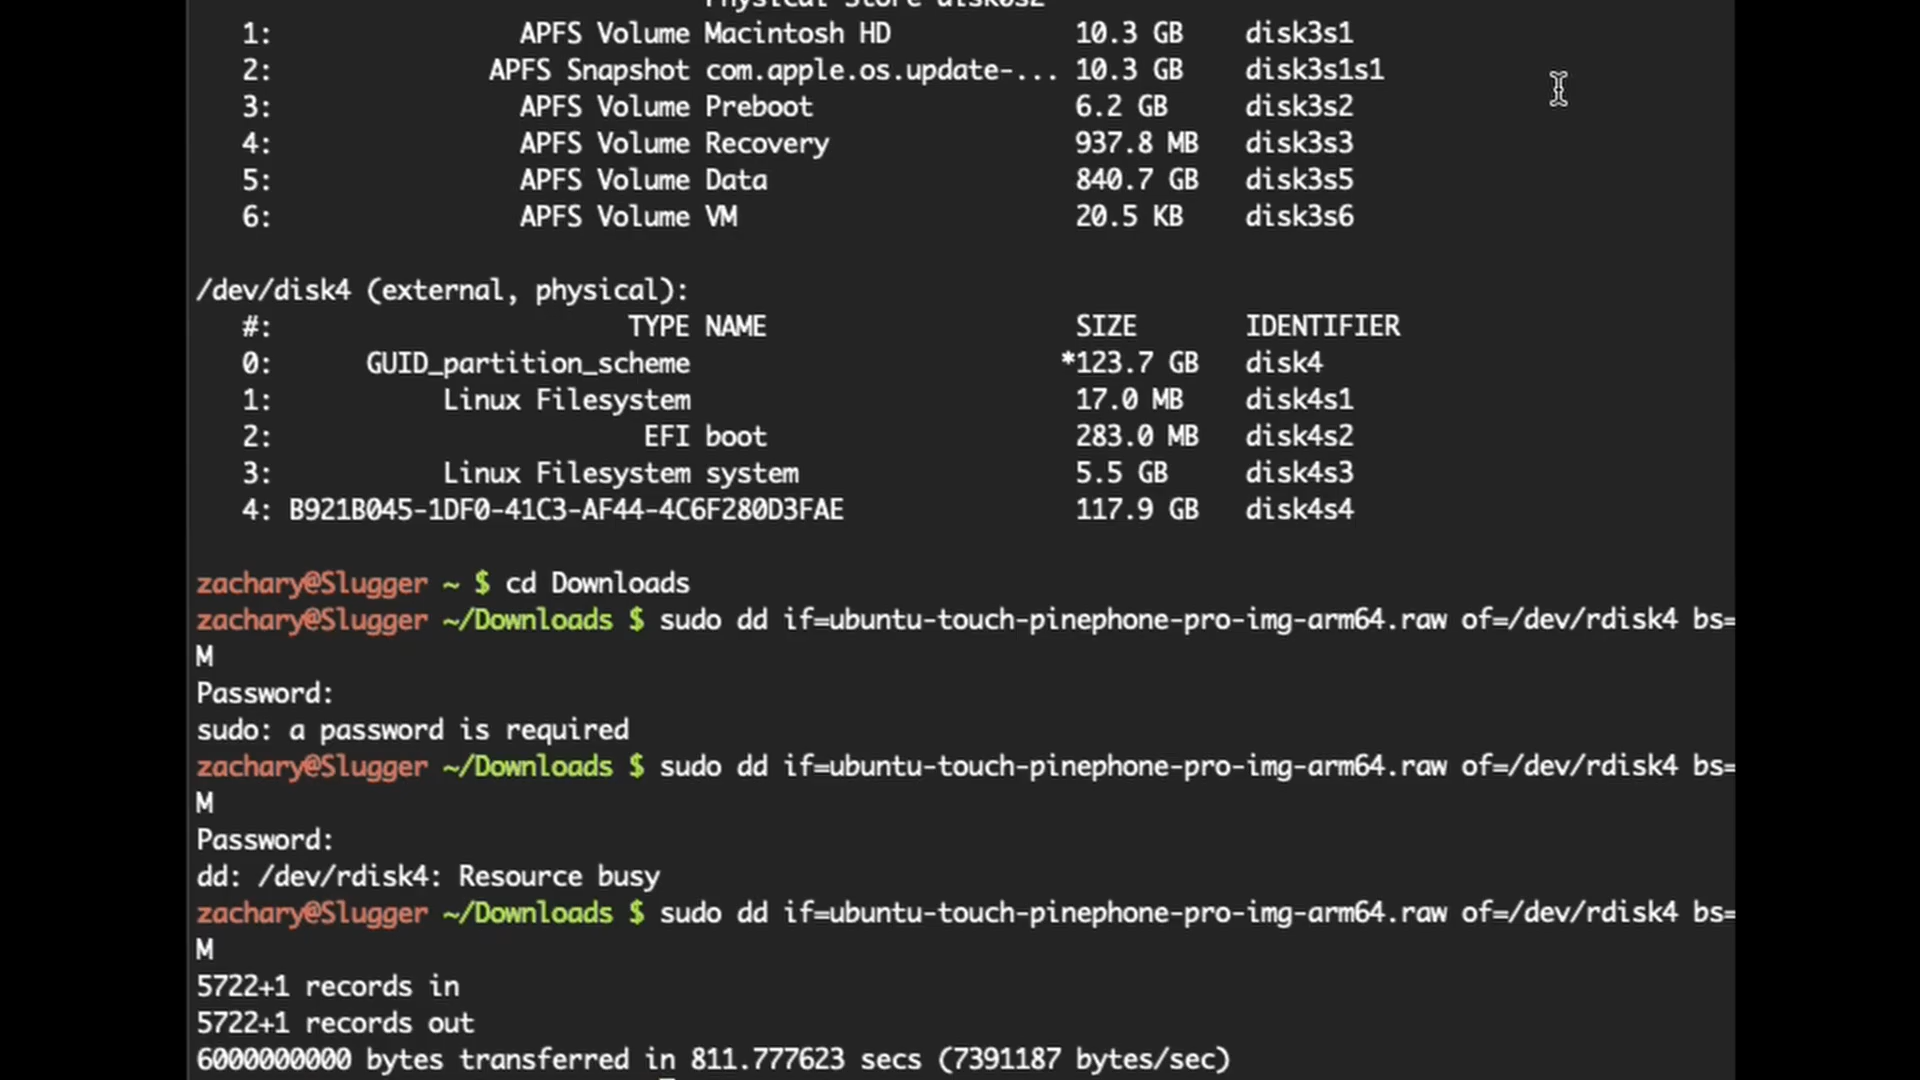 Physical Store disk0s2
1: APFS Volume Macintosh HD 10.3 GB disk3s1
2: APFS Snapshot com.apple.os.update-... 10.3 GB disk3s1s1
3: APFS Volume Preboot 6.2 GB disk3s2
4: APFS Volume Recovery 937.8 MB disk3s3
5: APFS Volume Data 840.7 GB disk3s5
6: APFS Volume VM 20.5 KB disk3s6
/dev/disk4 (external, physical):
#: TYPE NAME SIZE IDENTIFIER
0: GUID_partition_scheme *123.7 GB disk4
1: Linux Filesystem 17.0 MB disk4s1
2: EFI boot 283.0 MB disk4s2
3: Linux Filesystem system 5.5 GB disk4s3
4: B921B045-1DF0-41C3-AF44-4C6F280D3FAE 117.9 GB disk4s4
zachary@Slugger ~ $ cd Downloads
zachary@Slugger ~/Downloads $ sudo dd if=ubuntu-touch-pinephone-pro-img-arm64.raw of=/dev/rdisk4 bs=
M
Password:
sudo: a password is required
zachary@Slugger ~/Downloads $ sudo dd if=ubuntu-touch-pinephone-pro-img-arm64.raw of=/dev/rdisk4 bs=
M
Password:
dd: /dev/rdisk4: Resource busy
zachary@Slugger ~/Downloads $ sudo dd if=ubuntu-touch-pinephone-pro-img-arm64.raw of=/dev/rdisk4 bs=
M
5722+1 records in
5722+1 records out
6000000000 bytes transferred in 811.777623 secs (7391187 bytes/sec)